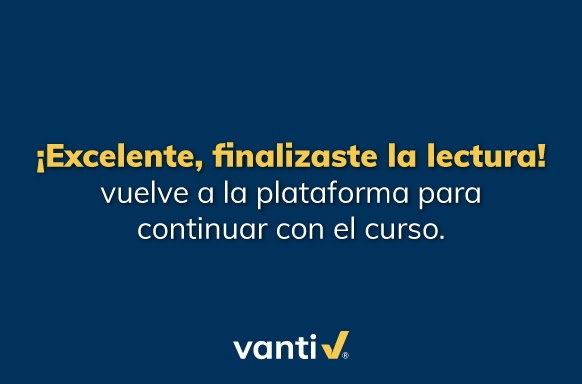 ¡Excelente, finalizaste la lectura!
vuelve a la plataforma para
continuar con el curso.
vanti®